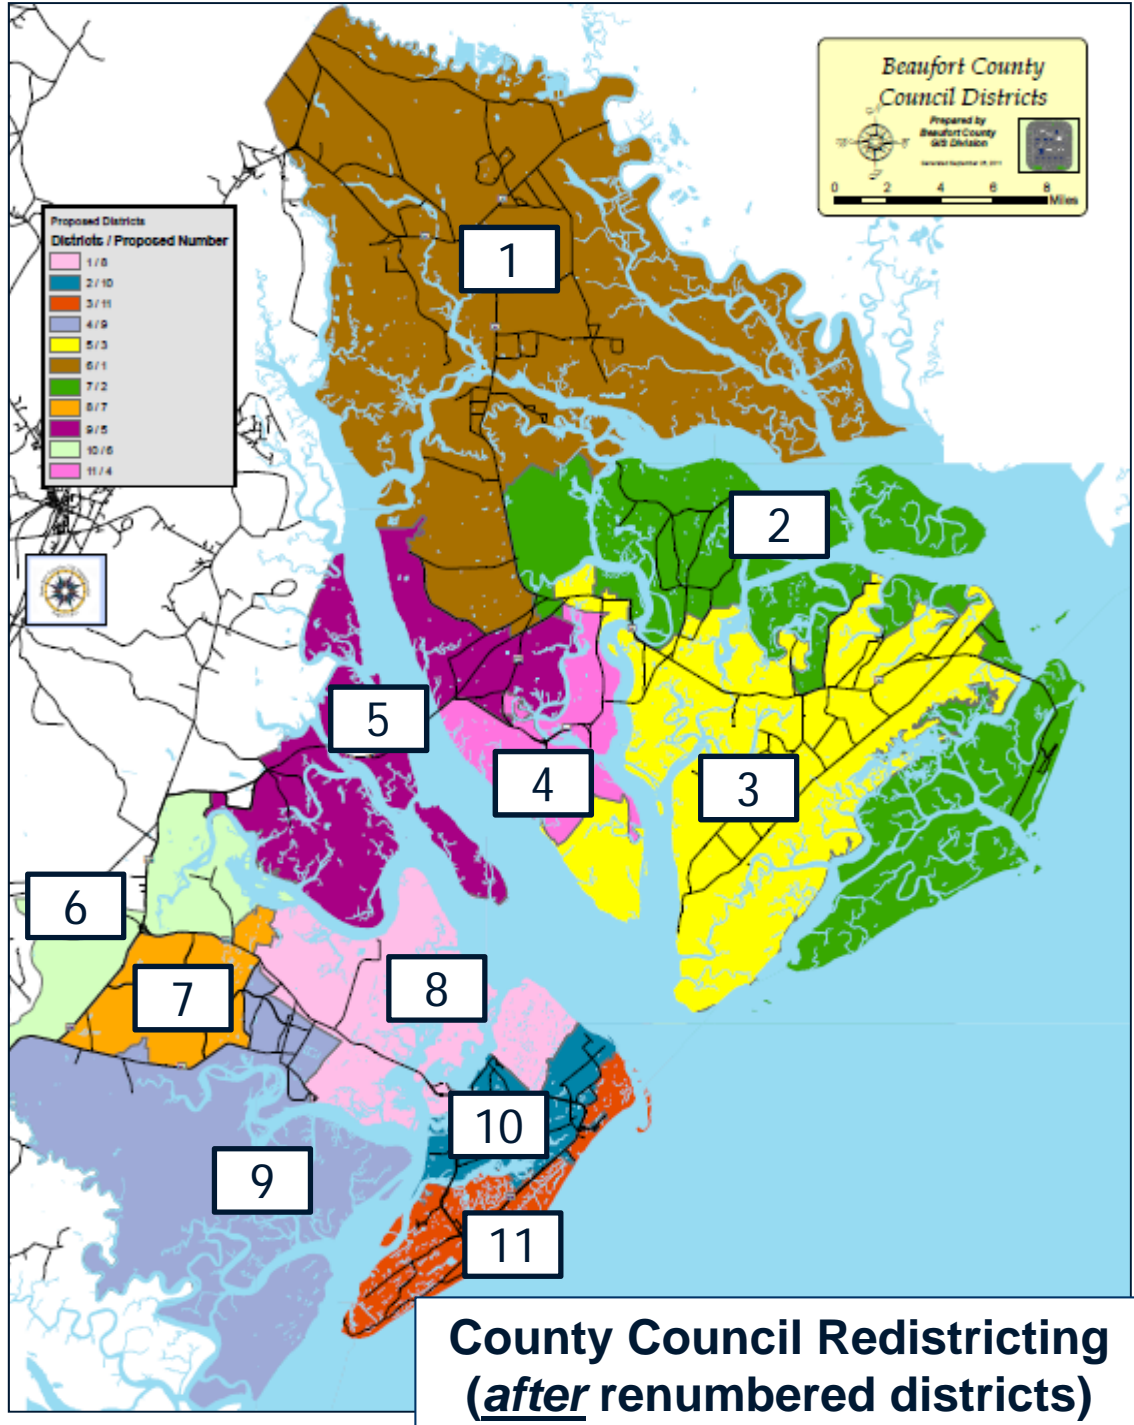 Beaufort County
Council Districts
Prepared by
Beaufort County
GIS Division
0 2 4 6 8
Miles
Proposed Districts
Districts / Proposed Number
1 / 8
2 / 10
3 / 11
4 / 9
5 / 3
6 / 1
7 / 2
8 / 7
9 / 5
10 / 6
11 / 4
1
2
5
4
3
6
7
8
10
9
11
County Council Redistricting
(after renumbered districts)